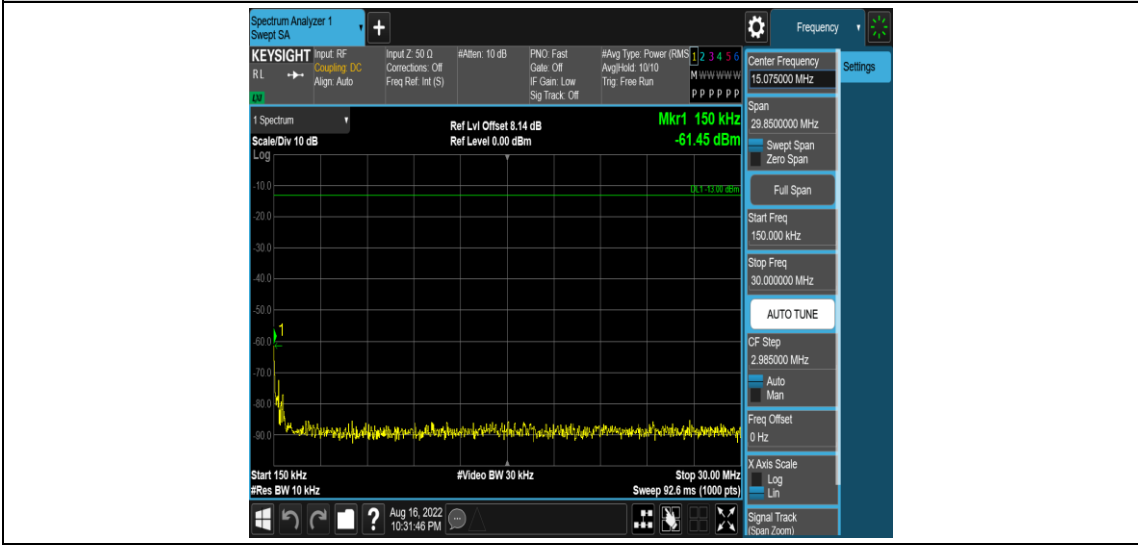 Spectrum Analyzer 1
Swept SA
+
Frequency
KEYSIGHT
RL
LXI
Input: RF
Coupling: DC
Align: Auto
Input Z: 50 Ω
Corrections: Off
Freq Ref: Int (S)
#Atten: 10 dB
PNO: Fast
Gate: Off
IF Gain: Low
Sig Track: Off
#Avg Type: Power (RMS
Avg|Hold: 10/10
Trig: Free Run
1 2 3 4 5 6
M W W W W W
P P P P P P
1 Spectrum
Scale/Div 10 dB
Log
Ref Lvl Offset 8.14 dB
Ref Level 0.00 dBm
Mkr1 150 kHz
-61.45 dBm
DL1 -13.00 dBm
-10.0
-20.0
-30.0
-40.0
-50.0
1
-60.0
-70.0
-80.0
-90.0
Start 150 kHz
#Res BW 10 kHz
#Video BW 30 kHz
Stop 30.00 MHz
Sweep 92.6 ms (1000 pts)
?
Aug 16, 2022
10:31:46 PM
Center Frequency
15.075000 MHz
Settings
Span
29.8500000 MHz
Swept Span
Zero Span
Full Span
Start Freq
150.000 kHz
Stop Freq
30.000000 MHz
AUTO TUNE
CF Step
2.985000 MHz
Auto
Man
Freq Offset
0 Hz
X Axis Scale
Log
Lin
Signal Track
(Span Zoom)